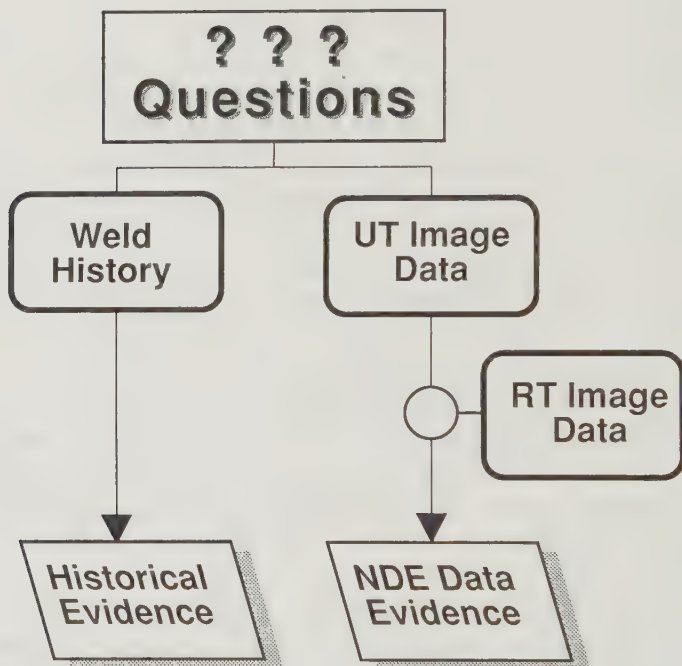 ? ? ?
Questions
Weld
History
UT Image
Data
RT Image
Data
Historical
Evidence
NDE Data
Evidence